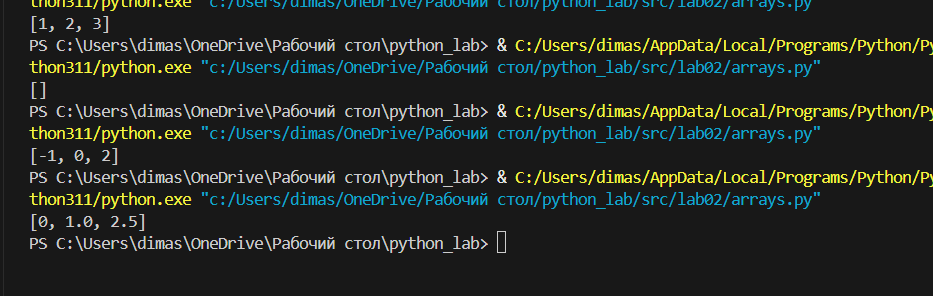 thon311/python.exe "c:/Users/dimas/OneDrive/Рабочий стол/python_lab/src/lab02/arrays.py"
[1, 2, 3]
PS C:\Users\dimas\OneDrive\Рабочий стол\python_lab> & C:/Users/dimas/AppData/Local/Programs/Python/Py
thon311/python.exe "c:/Users/dimas/OneDrive/Рабочий стол/python_lab/src/lab02/arrays.py"
[]
PS C:\Users\dimas\OneDrive\Рабочий стол\python_lab> & C:/Users/dimas/AppData/Local/Programs/Python/Py
thon311/python.exe "c:/Users/dimas/OneDrive/Рабочий стол/python_lab/src/lab02/arrays.py"
[-1, 0, 2]
PS C:\Users\dimas\OneDrive\Рабочий стол\python_lab> & C:/Users/dimas/AppData/Local/Programs/Python/Py
thon311/python.exe "c:/Users/dimas/OneDrive/Рабочий стол/python_lab/src/lab02/arrays.py"
[0, 1.0, 2.5]
PS C:\Users\dimas\OneDrive\Рабочий стол\python_lab>